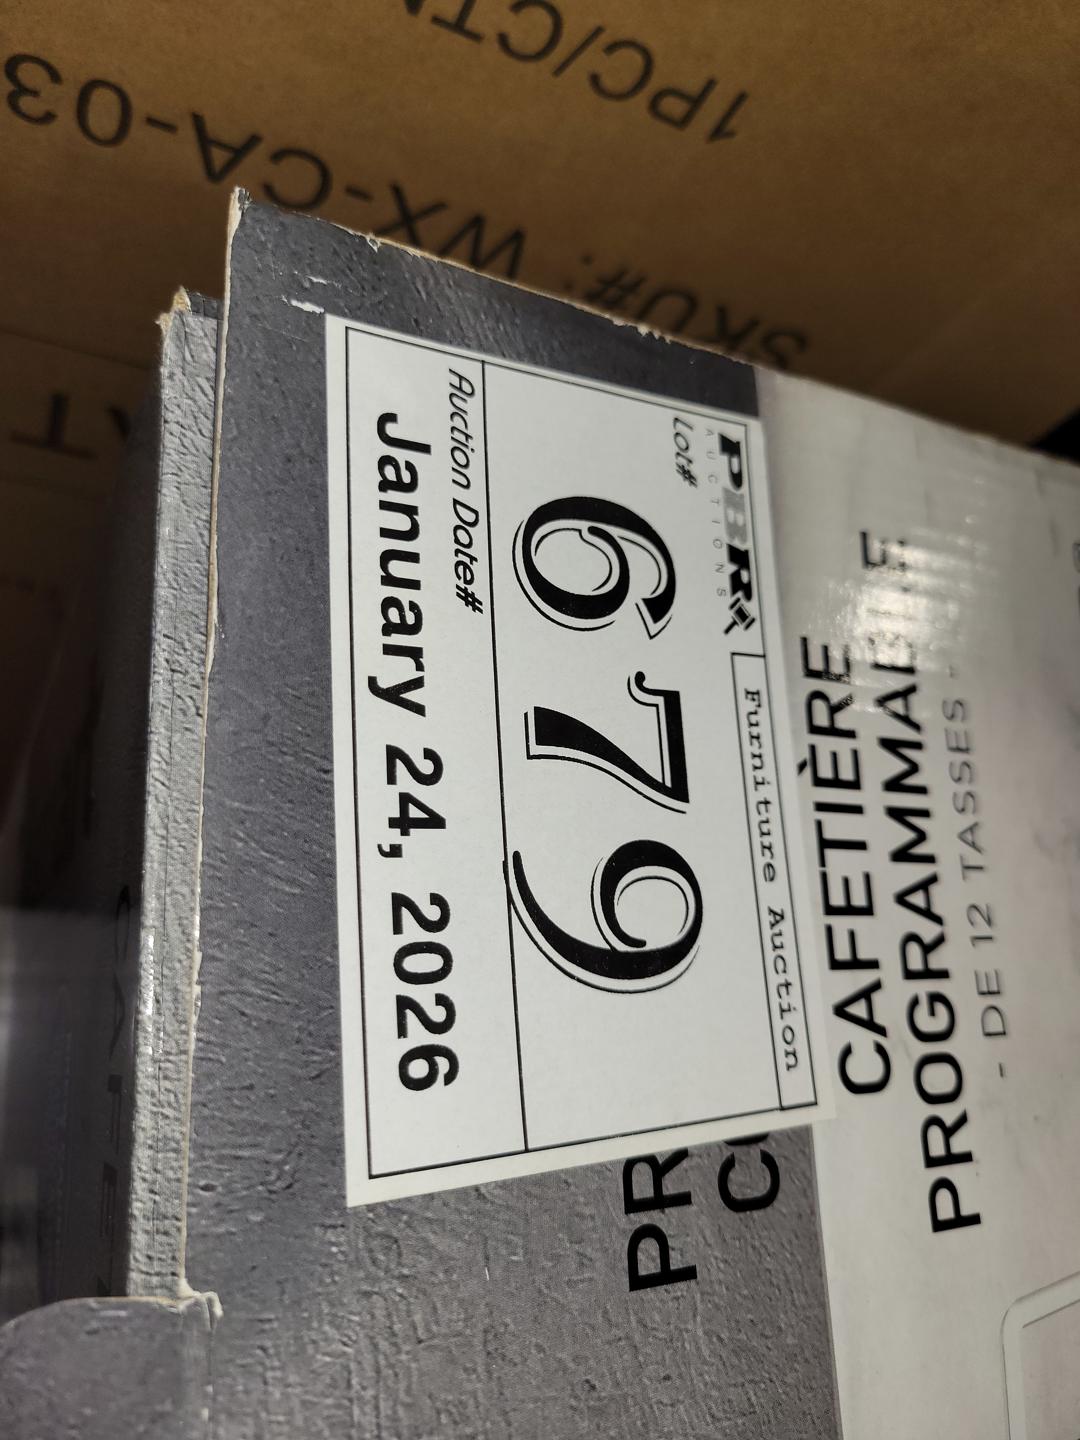 1PC/CTN
SKU#: WX-CA-03
PBR
AUCTIONS
Furniture Auction
Lot#
679
Auction Date#
January 24, 2026
CAFETIÈRE
PROGRAMMABLE
- DE 12 TASSES -